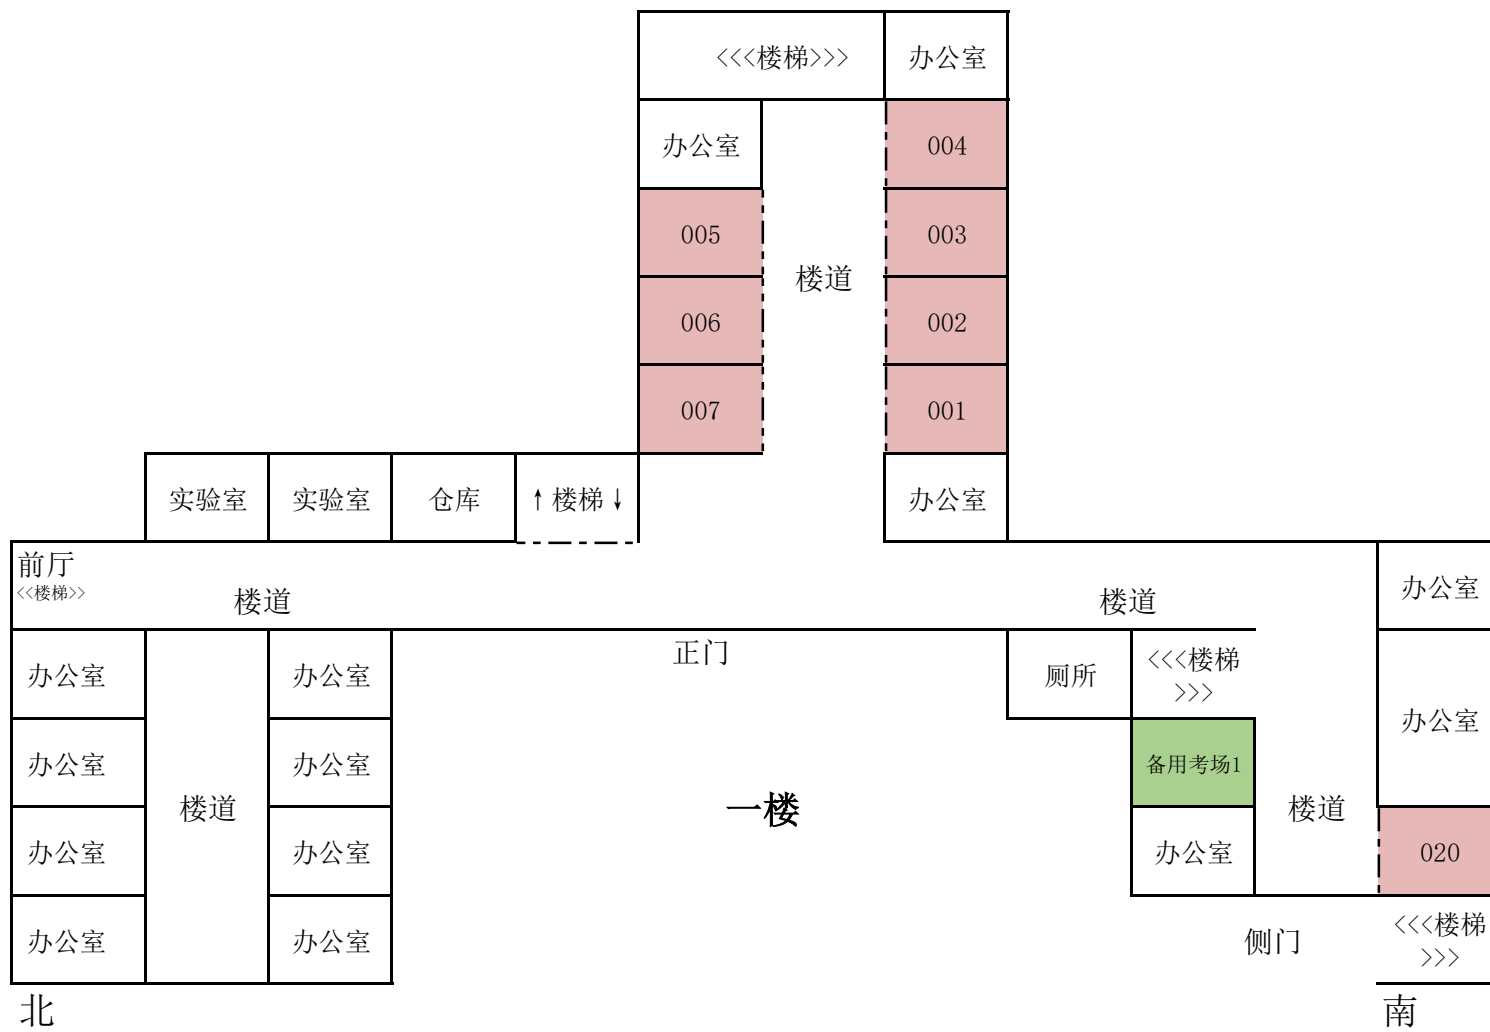 <<<楼梯>>>
办公室
办公室
004
005
003
楼道
006
002
007
001
实验室
实验室
仓库
↑楼梯↓
办公室
前厅
<<楼梯>>
楼道
楼道
办公室
正门
办公室
办公室
厕所
<<<楼梯
>>>
办公室
办公室
办公室
备用考场1
楼道
一楼
楼道
办公室
办公室
办公室
020
办公室
办公室
侧门
<<<楼梯
>>>
北
南